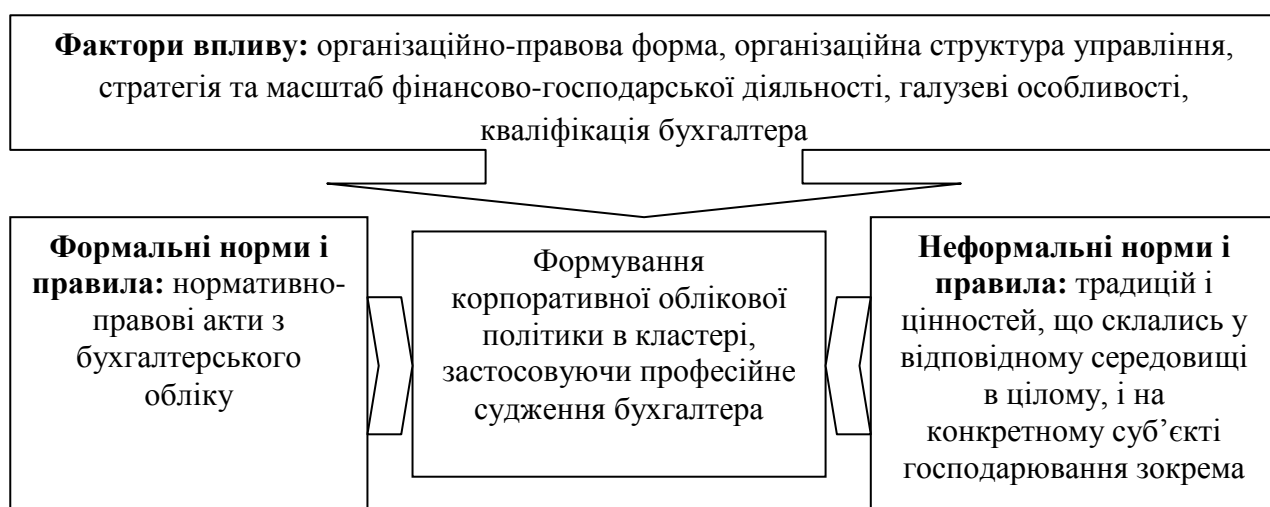 Фактори впливу: організаційно-правова форма, організаційна структура управління,
стратегія та масштаб фінансово-господарської діяльності, галузеві особливості,
кваліфікація бухгалтера
Формальні норми і
правила: нормативно-
правові акти з
бухгалтерського
обліку
Формування
корпоративної облікової
політики в кластері,
застосовуючи професійне
судження бухгалтера
Неформальні норми і
правила: традицій і
цінностей, що склались у
відповідному середовищі
в цілому, і на
конкретному суб’єкті
господарювання зокрема